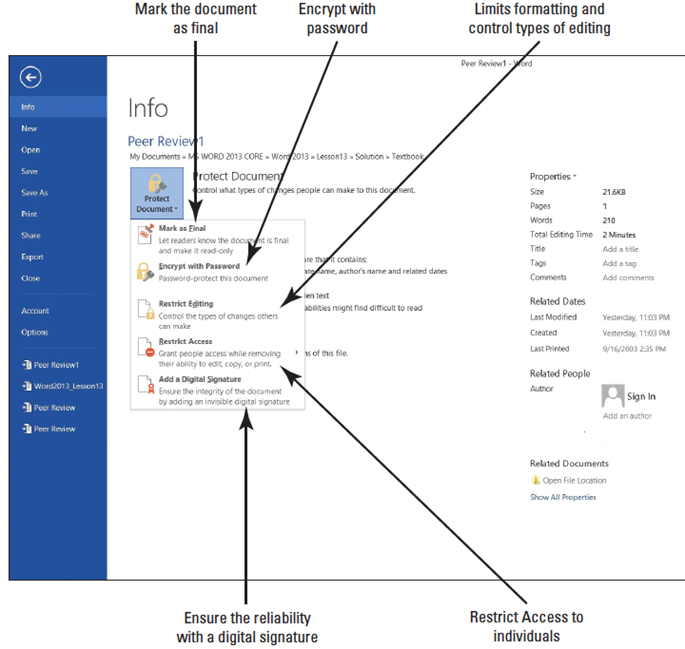 Mark the document
as final
Encrypt with
password
Limits formatting and
control types of editing
Peer Review1 - Word
Info
New
Open
Save
Save As
Print
Share
Export
Close
Account
Options
Peer Review1
Word2013_Lesson13
Peer Review
Peer Review
Info
Peer Review1
My Documents » MS WORD 2013 CORE » Word 2013 » Lesson13 » Solution » Textbook
Protect
Document
Protect Document
Control what types of changes people can make to this document.
Mark as Final
Let readers know the document is final
and make it read-only
Encrypt with Password
Password-protect this document
Restrict Editing
Control the types of changes others
can make
Restrict Access
Grant people access while removing
their ability to edit, copy, or print.
Add a Digital Signature
Ensure the integrity of the document
by adding an invisible digital signature
are that it contains:
name, author's name and related dates
en text
abilities might find difficult to read
ns of this file.
Properties
Size 21.6KB
Pages 1
Words 210
Total Editing Time 2 Minutes
Title Add a title
Tags Add a tag
Comments Add comments
Related Dates
Last Modified Yesterday, 11:03 PM
Created Yesterday, 11:03 PM
Last Printed 9/16/2003 2:35 PM
Related People
Author
Sign In
Add an author
Related Documents
Open File Location
Show All Properties
Ensure the reliability
with a digital signature
Restrict Access to
individuals